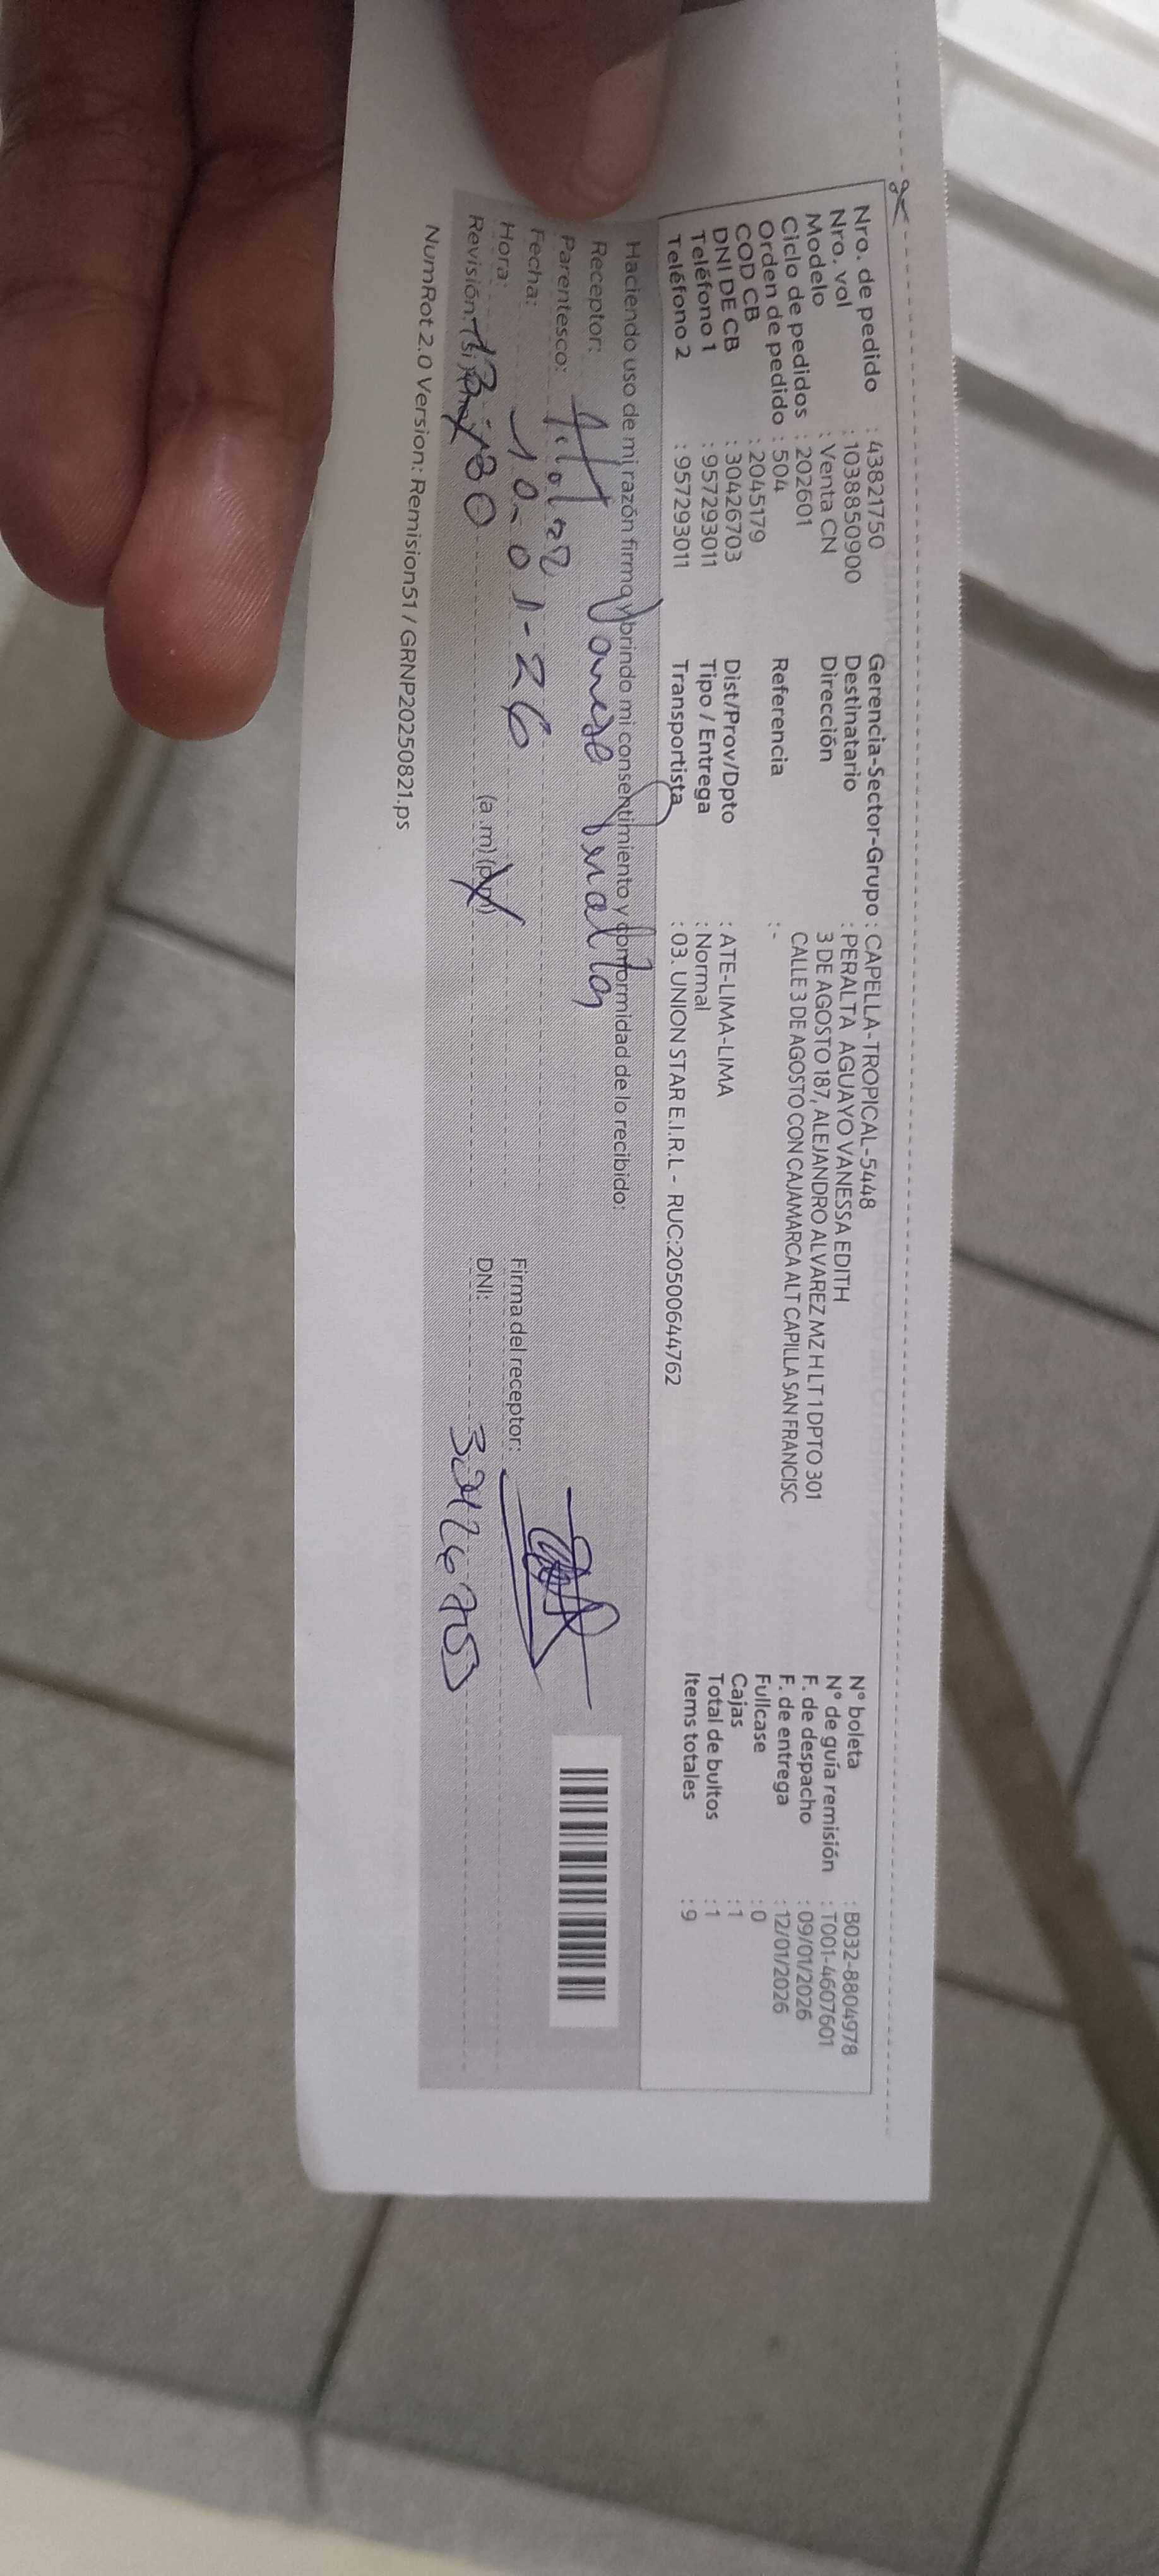 Nro. de pedido : 43821750
Nro. vol : 1038850900
Modelo : Venta CN
Ciclo de pedidos : 202601
Orden de pedido : 504
COD CB : 2045179
DNI DE CB : 30426703
Teléfono 1 : 957293011
Teléfono 2 : 957293011
Gerencia-Sector-Grupo : CAPELLA-TROPICAL-5448
Destinatario : PERALTA AGUAYO VANESSA EDITH
Dirección 3 DE AGOSTO 187, ALEJANDRO ALVAREZ MZ H LT 1 DPTO 301
CALLE 3 DE AGOSTO CON CAJAMARCA ALT CAPILLA SAN FRANCISC
Referencia : -
Dist/Prov/Dpto : ATE-LIMA-LIMA
Tipo / Entrega : Normal
Transportista : 03. UNION STAR E.I.R.L - RUC:20500644762
N° boleta : B032-8804978
N° de guía remisión : T001-4607601
F. de despacho : 09/01/2026
F. de entrega : 12/01/2026
Fullcase : 0
Cajas : 1
Total de bultos : 1
Items totales : 9
Haciendo uso de mi razón firmo y brindo mi consentimiento y conformidad de lo recibido:
Receptor: Peralta
Parentesco: titular
Fecha: 10-01-26
Hora: (a.m) (p.m)
Revisión:
Firma del receptor:
DNI: 30426703
NumRot 2.0 Version: Remision51 / GRNP20250821.ps